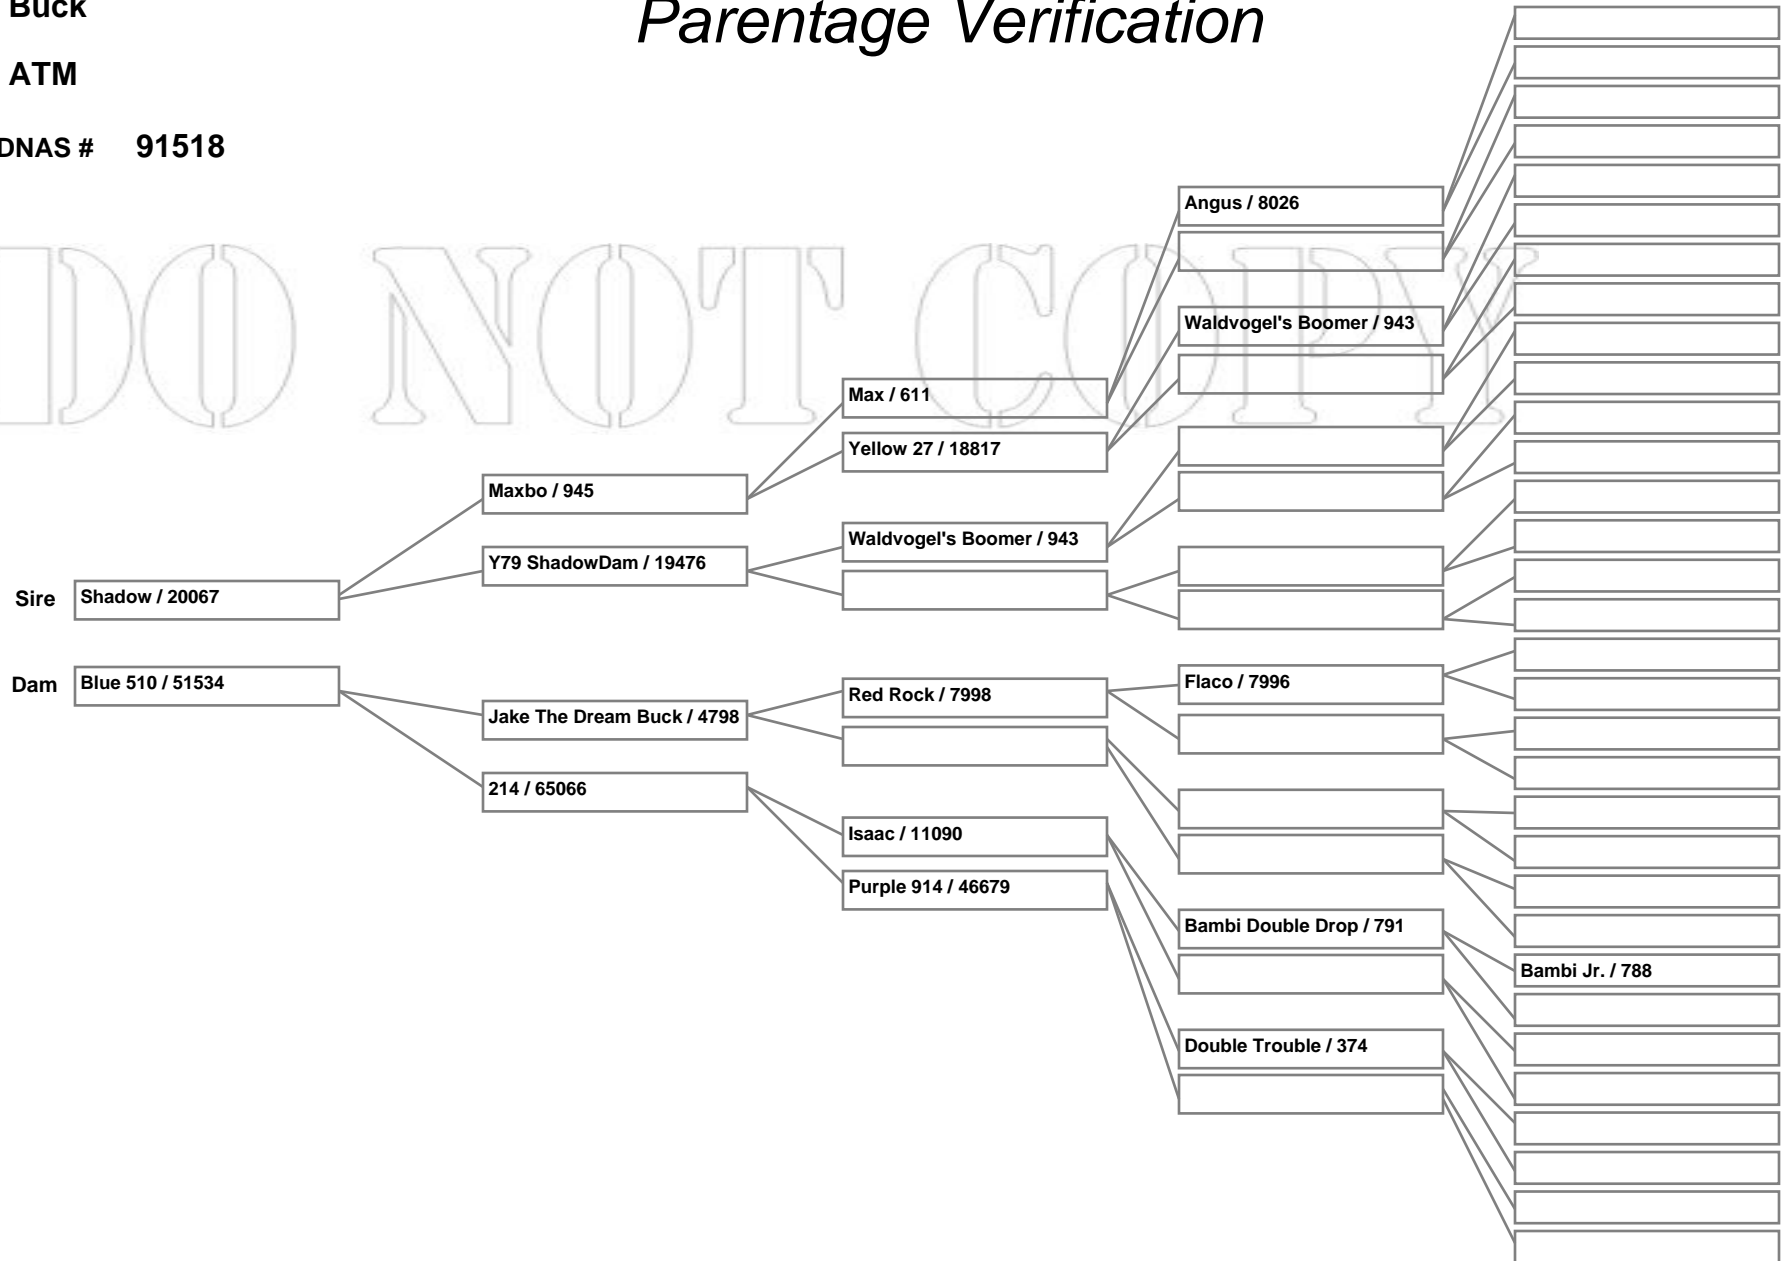 Buck
Parentage Verification
ATM
DNAS # 91518
DO NOT COPY
Angus / 8026
Waldvogel's Boomer / 943
Max / 611
Yellow 27 / 18817
Maxbo / 945
Waldvogel's Boomer / 943
Y79 ShadowDam / 19476
Sire Shadow / 20067
Dam Blue 510 / 51534
Flaco / 7996
Red Rock / 7998
Jake The Dream Buck / 4798
214 / 65066
Isaac / 11090
Purple 914 / 46679
Bambi Double Drop / 791
Bambi Jr. / 788
Double Trouble / 374